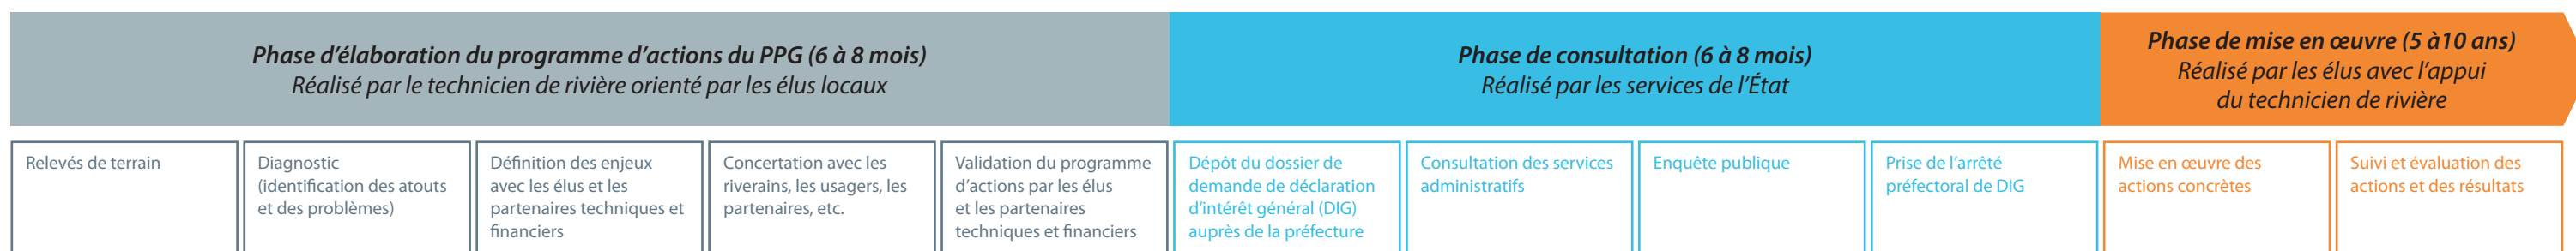 Phase d’élaboration du programme d’actions du PPG (6 à 8 mois)
Réalisé par le technicien de rivière orienté par les élus locaux
Phase de consultation (6 à 8 mois)
Réalisé par les services de l’État
Phase de mise en œuvre (5 à10 ans)
Réalisé par les élus avec l’appui
du technicien de rivière
Relevés de terrain
Diagnostic
(identification des atouts
et des problèmes)
Définition des enjeux
avec les élus et les
partenaires techniques et
financiers
Concertation avec les
riverains, les usagers, les
partenaires, etc.
Validation du programme
d’actions par les élus
et les partenaires
techniques et financiers
Dépôt du dossier de
demande de déclaration
d’intérêt général (DIG)
auprès de la préfecture
Consultation des services
administratifs
Enquête publique
Prise de l’arrêté
préfectoral de DIG
Mise en œuvre des
actions concrètes
Suivi et évaluation des
actions et des résultats